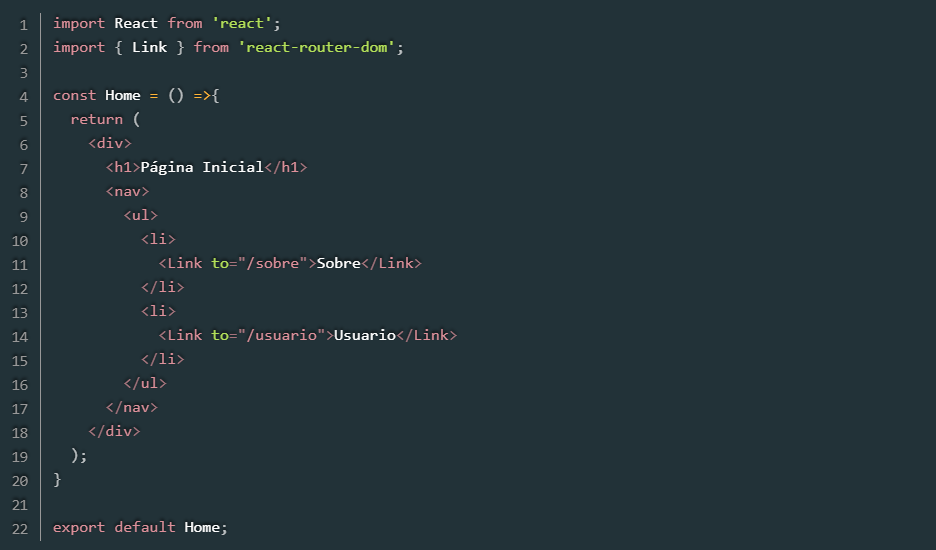 1 import React from 'react';
2 import { Link } from 'react-router-dom';
3
4 const Home = () =>{
5   return (
6     <div>
7       <h1>Página Inicial</h1>
8       <nav>
9         <ul>
10           <li>
11             <Link to="/sobre">Sobre</Link>
12           </li>
13           <li>
14             <Link to="/usuario">Usuario</Link>
15           </li>
16         </ul>
17       </nav>
18     </div>
19   );
20 }
21
22 export default Home;